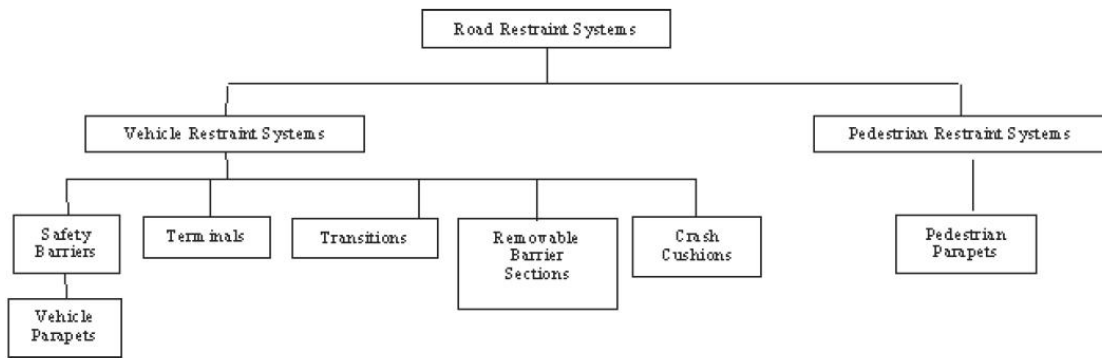 Road Restraint Systems
Vehicle Restraint Systems
Pedestrian Restraint Systems
Safety
Barriers
Terminals
Transitions
Removable
Barrier
Sections
Crash
Cushions
Pedestrian
Parapets
Vehicle
Parapets